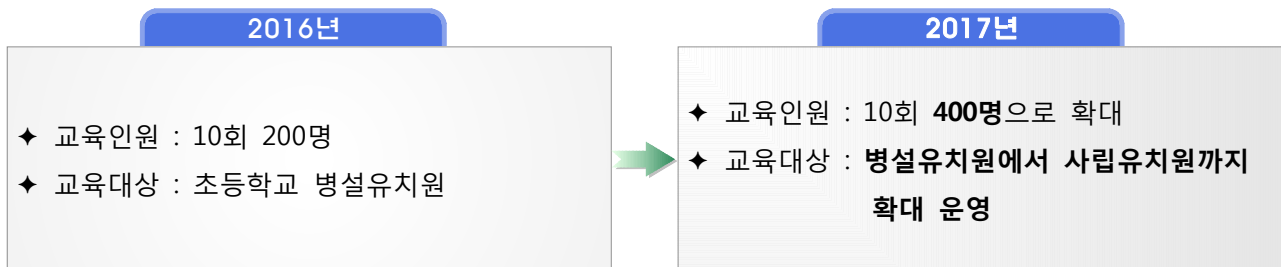 2016년
✦ 교육인원 : 10회 200명
✦ 교육대상 : 초등학교 병설유치원
2017년
✦ 교육인원 : 10회 400명으로 확대
✦ 교육대상 : 병설유치원에서 사립유치원까지
확대 운영